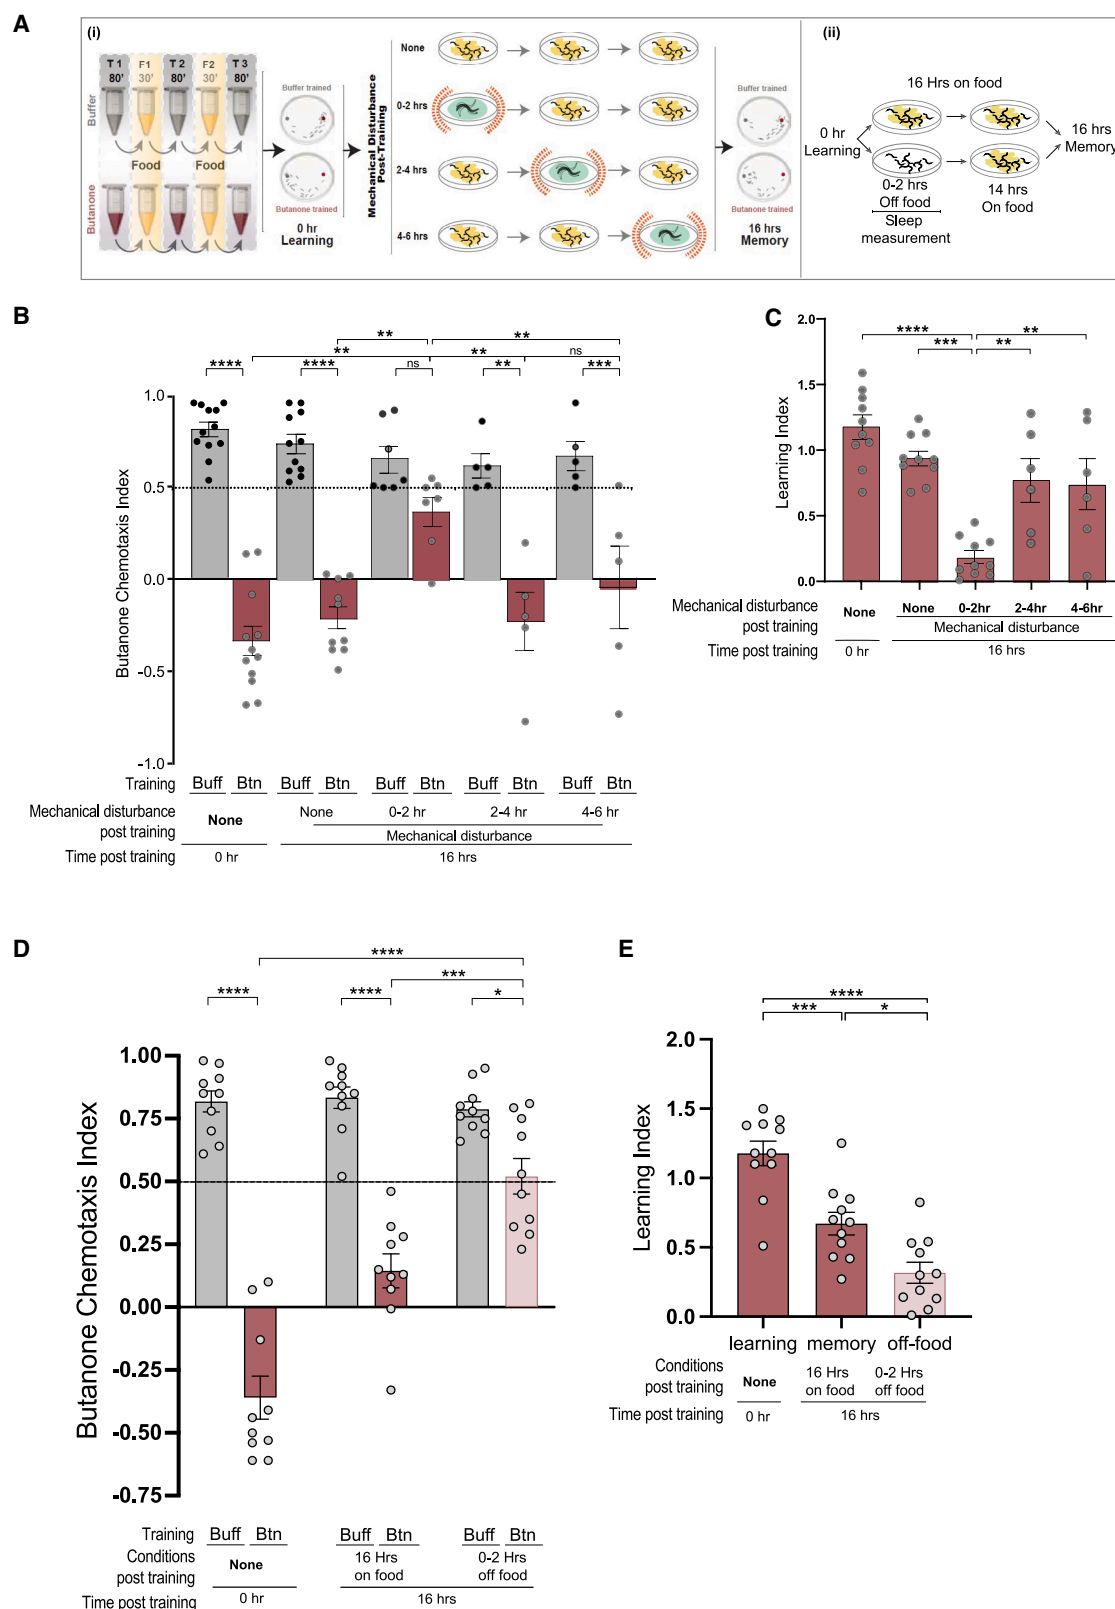 A
(i)
T 1 F1 T 2 F2 T 3
80' 30' 80' 30' 80'
Buffer
Food Food
Butanone
Buffer trained
Butanone trained
0 hr
Learning
Mechanical Disturbance
Post-Training
None
0-2 hrs
2-4 hrs
4-6 hrs
Buffer trained
Butanone trained
16 hrs
Memory
(ii)
16 Hrs on food
0 hr
Learning
16 hrs
Memory
0-2 hrs
Off food
Sleep
measurement
14 hrs
On food
B
** **
** ** ns
**** **** ns ** ***
Butanone Chemotaxis Index
1.0
0.5
0.0
-0.5
-1.0
Training Buff Btn Buff Btn Buff Btn Buff Btn Buff Btn
Mechanical disturbance
post training
None None 0-2 hr 2-4 hr 4-6 hr
Mechanical disturbance
Time post training 0 hr 16 hrs
C
**** **
*** **
Learning Index
2.0
1.5
1.0
0.5
0.0
Mechanical disturbance
post training
None None 0-2hr 2-4hr 4-6hr
Mechanical disturbance
Time post training 0 hr 16 hrs
D
****
***
**** **** *
Butanone Chemotaxis Index
1.00
0.75
0.50
0.25
0.00
-0.25
-0.50
-0.75
Training Buff Btn Buff Btn Buff Btn
Conditions
post training
None
16 Hrs
on food
0-2 Hrs
off food
Time post training 0 hr 16 hrs
E
****
*** *
Learning Index
2.0
1.5
1.0
0.5
0.0
learning memory off-food
Conditions
post training
None
16 Hrs
on food
0-2 Hrs
off food
Time post training 0 hr 16 hrs